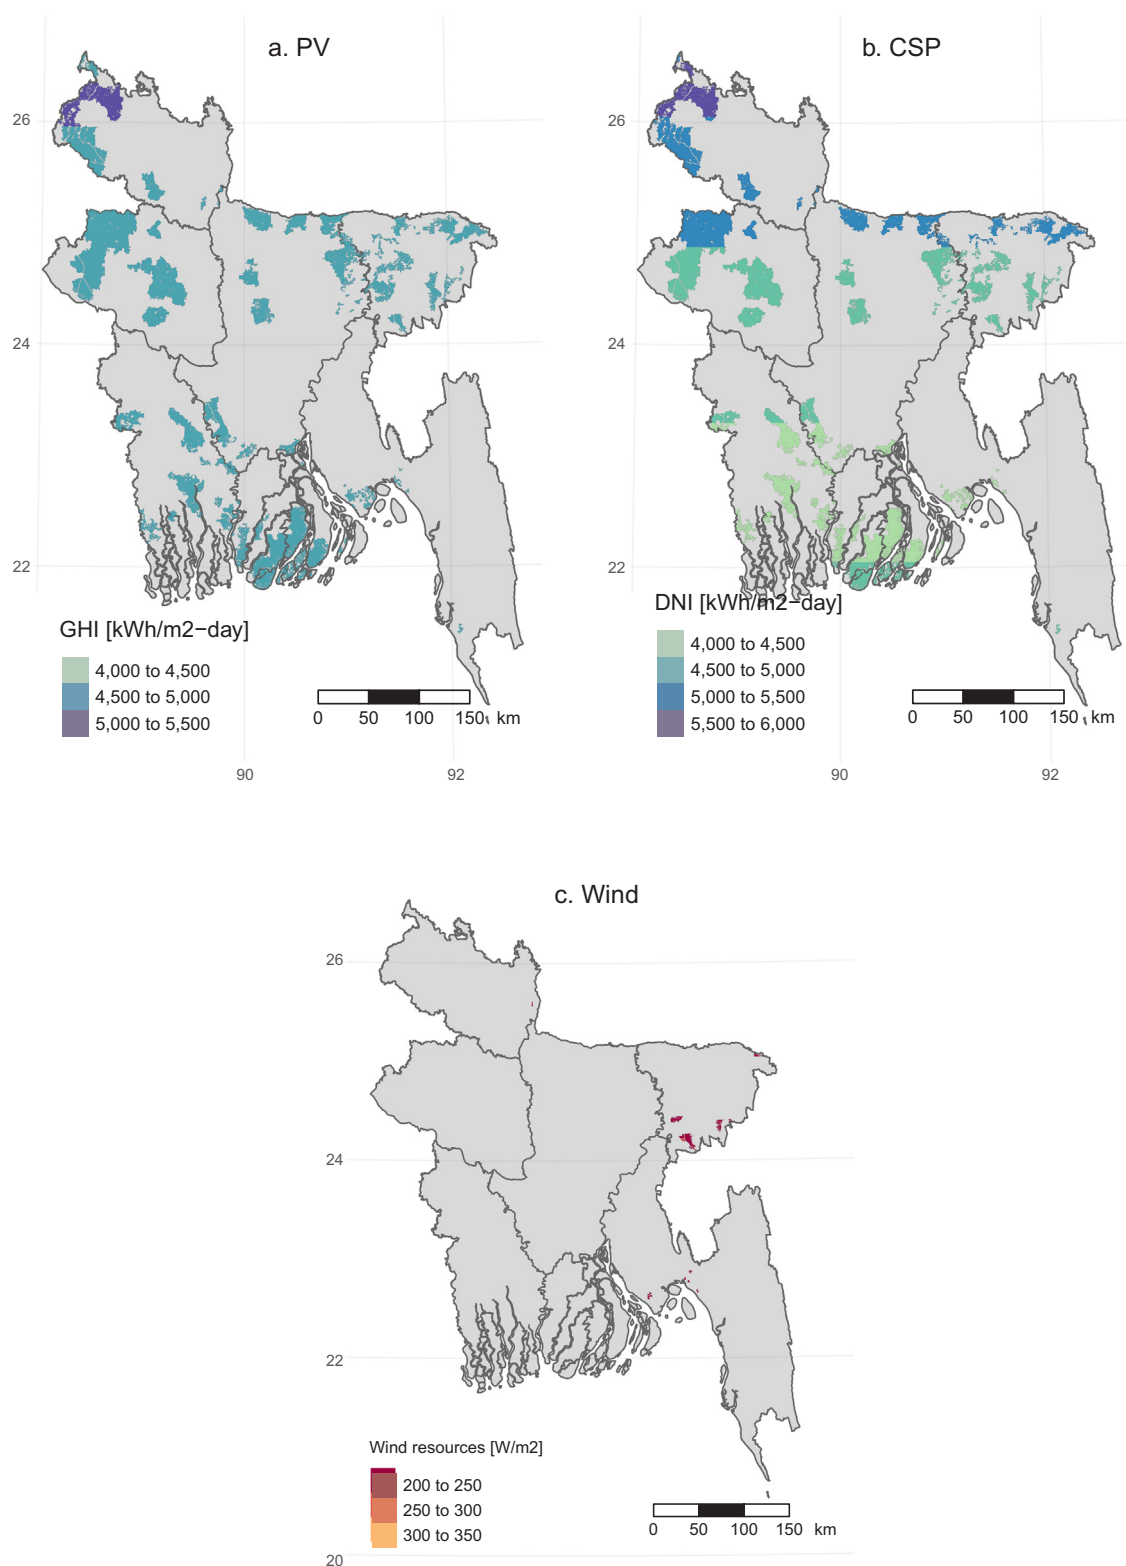 a. PV
b. CSP
26
26
24
24
22
22
GHI [kWh/m2−day]
4,000 to 4,500
4,500 to 5,000
5,000 to 5,500
0 50 100 150 km
90 92
DNI [kWh/m2−day]
4,000 to 4,500
4,500 to 5,000
5,000 to 5,500
5,500 to 6,000
0 50 100 150 km
90 92
c. Wind
26
24
22
Wind resources [W/m2]
200 to 250
250 to 300
300 to 350
0 50 100 150 km
20